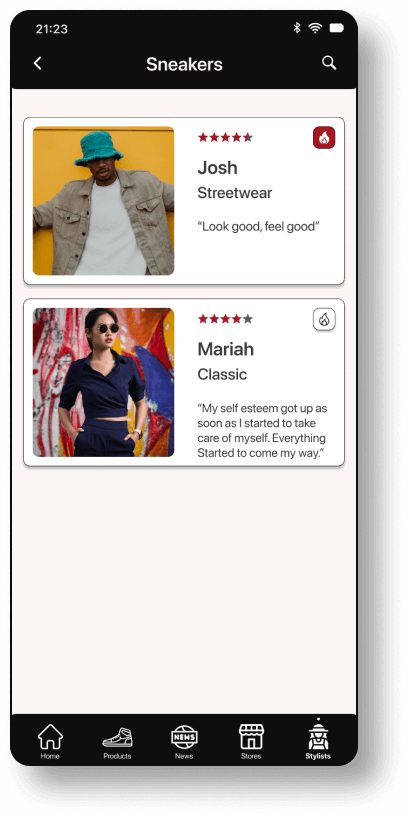 21:23
Sneakers
Josh
Streetwear
“Look good, feel good”
Mariah
Classic
“My self esteem got up as
soon as I started to take
care of myself. Everything
Started to come my way.”
NEWS
Home Products News Stores Stylists